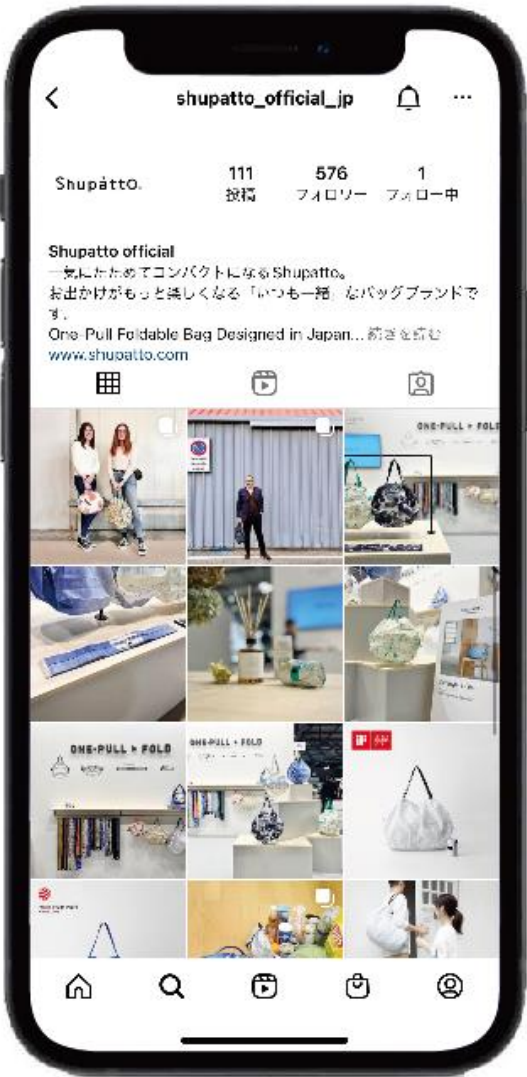 shupatto_official_jp
Shupatto.
111
576
1
投稿
フォロワー
フォロー中
Shupatto official
一気にたためてコンパクトになるShupatto。
お出かけがもっと楽しくなる「いつも一緒」なバッグブランドで
す。
One-Pull Foldable Bag Designed in Japan... 続きを読む
www.shupatto.com
ONE-PULL ▸ FOLD
ONE-PULL ▸ FOLD